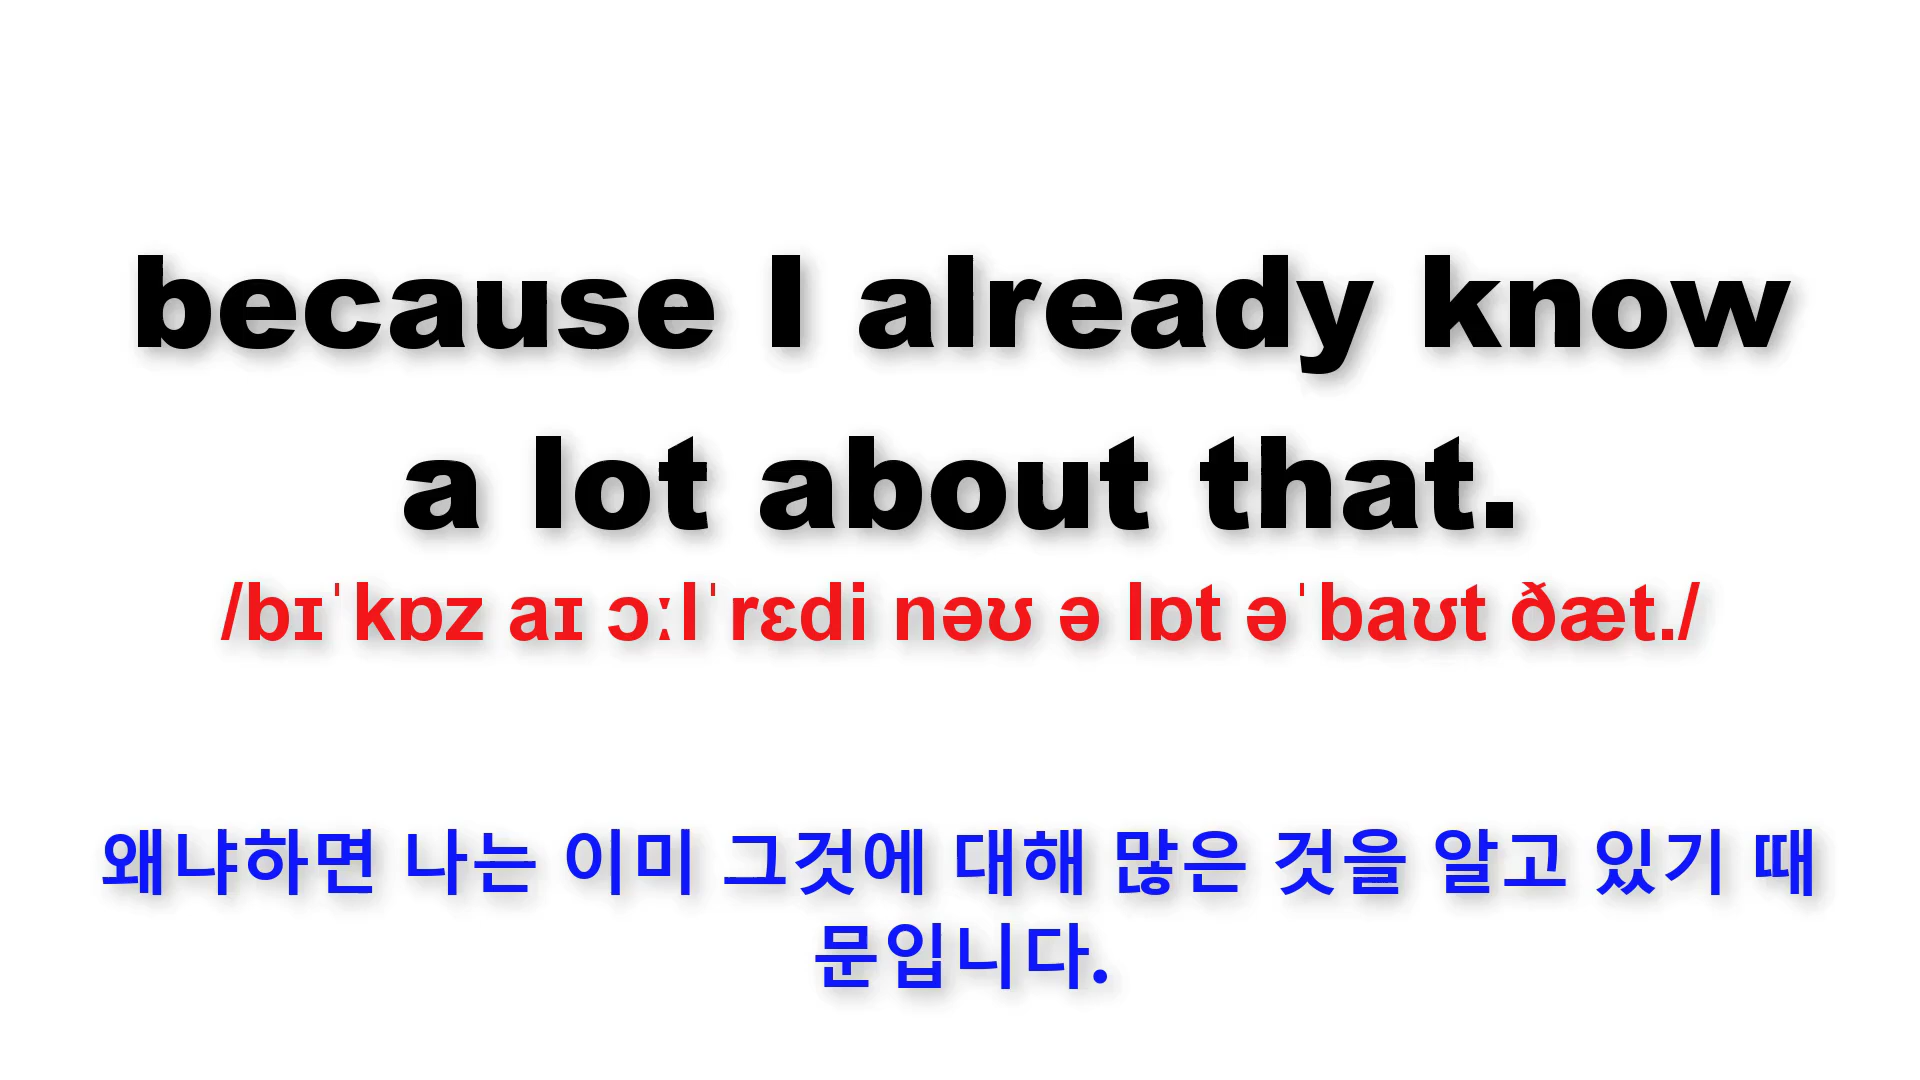 because I already know
a lot about that.
/bɪˈkɒz aɪ ɔːlˈrɛdi nəʊ ə lɒt əˈbaʊt ðæt./
왜냐하면 나는 이미 그것에 대해 많은 것을 알고 있기 때
문입니다.